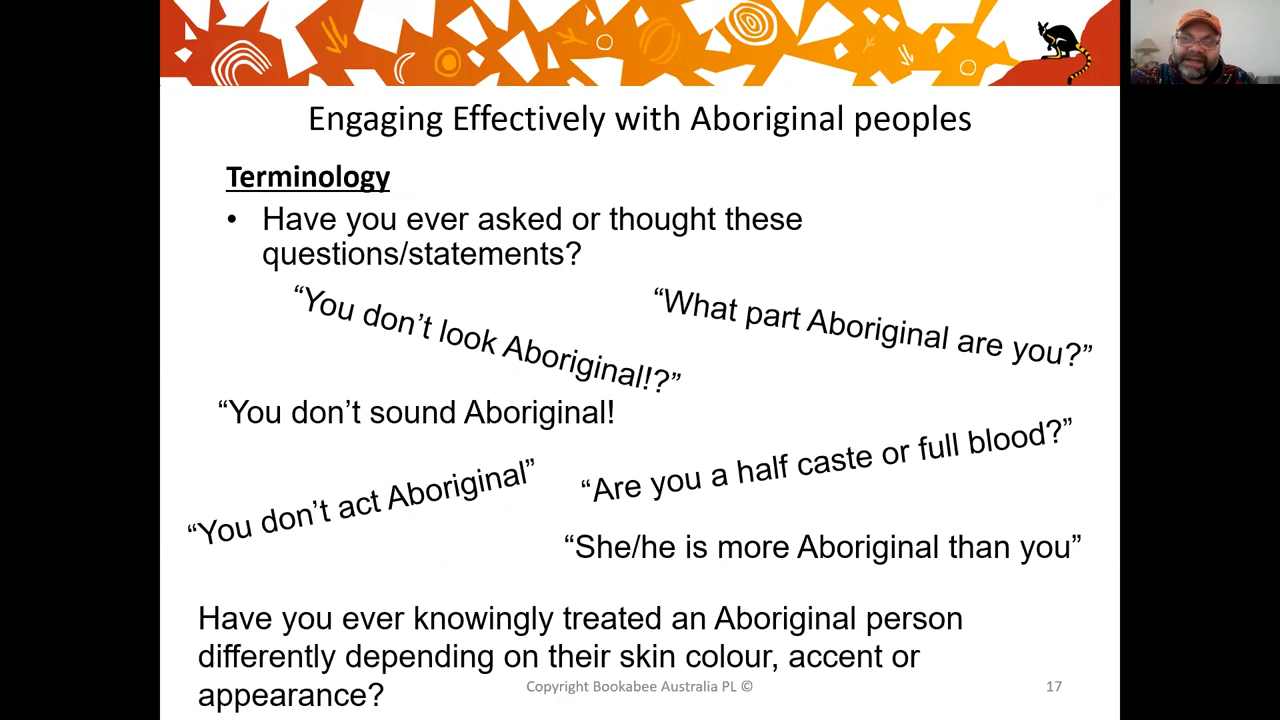 Engaging Effectively with Aboriginal peoples
Terminology
• Have you ever asked or thought these
questions/statements?
“You don’t look Aboriginal!?”
“What part Aboriginal are you?”
“You don’t sound Aboriginal!
“Are you a half caste or full blood?”
“You don’t act Aboriginal”
“She/he is more Aboriginal than you”
Have you ever knowingly treated an Aboriginal person
differently depending on their skin colour, accent or
appearance?
Copyright Bookabee Australia PL ©
17